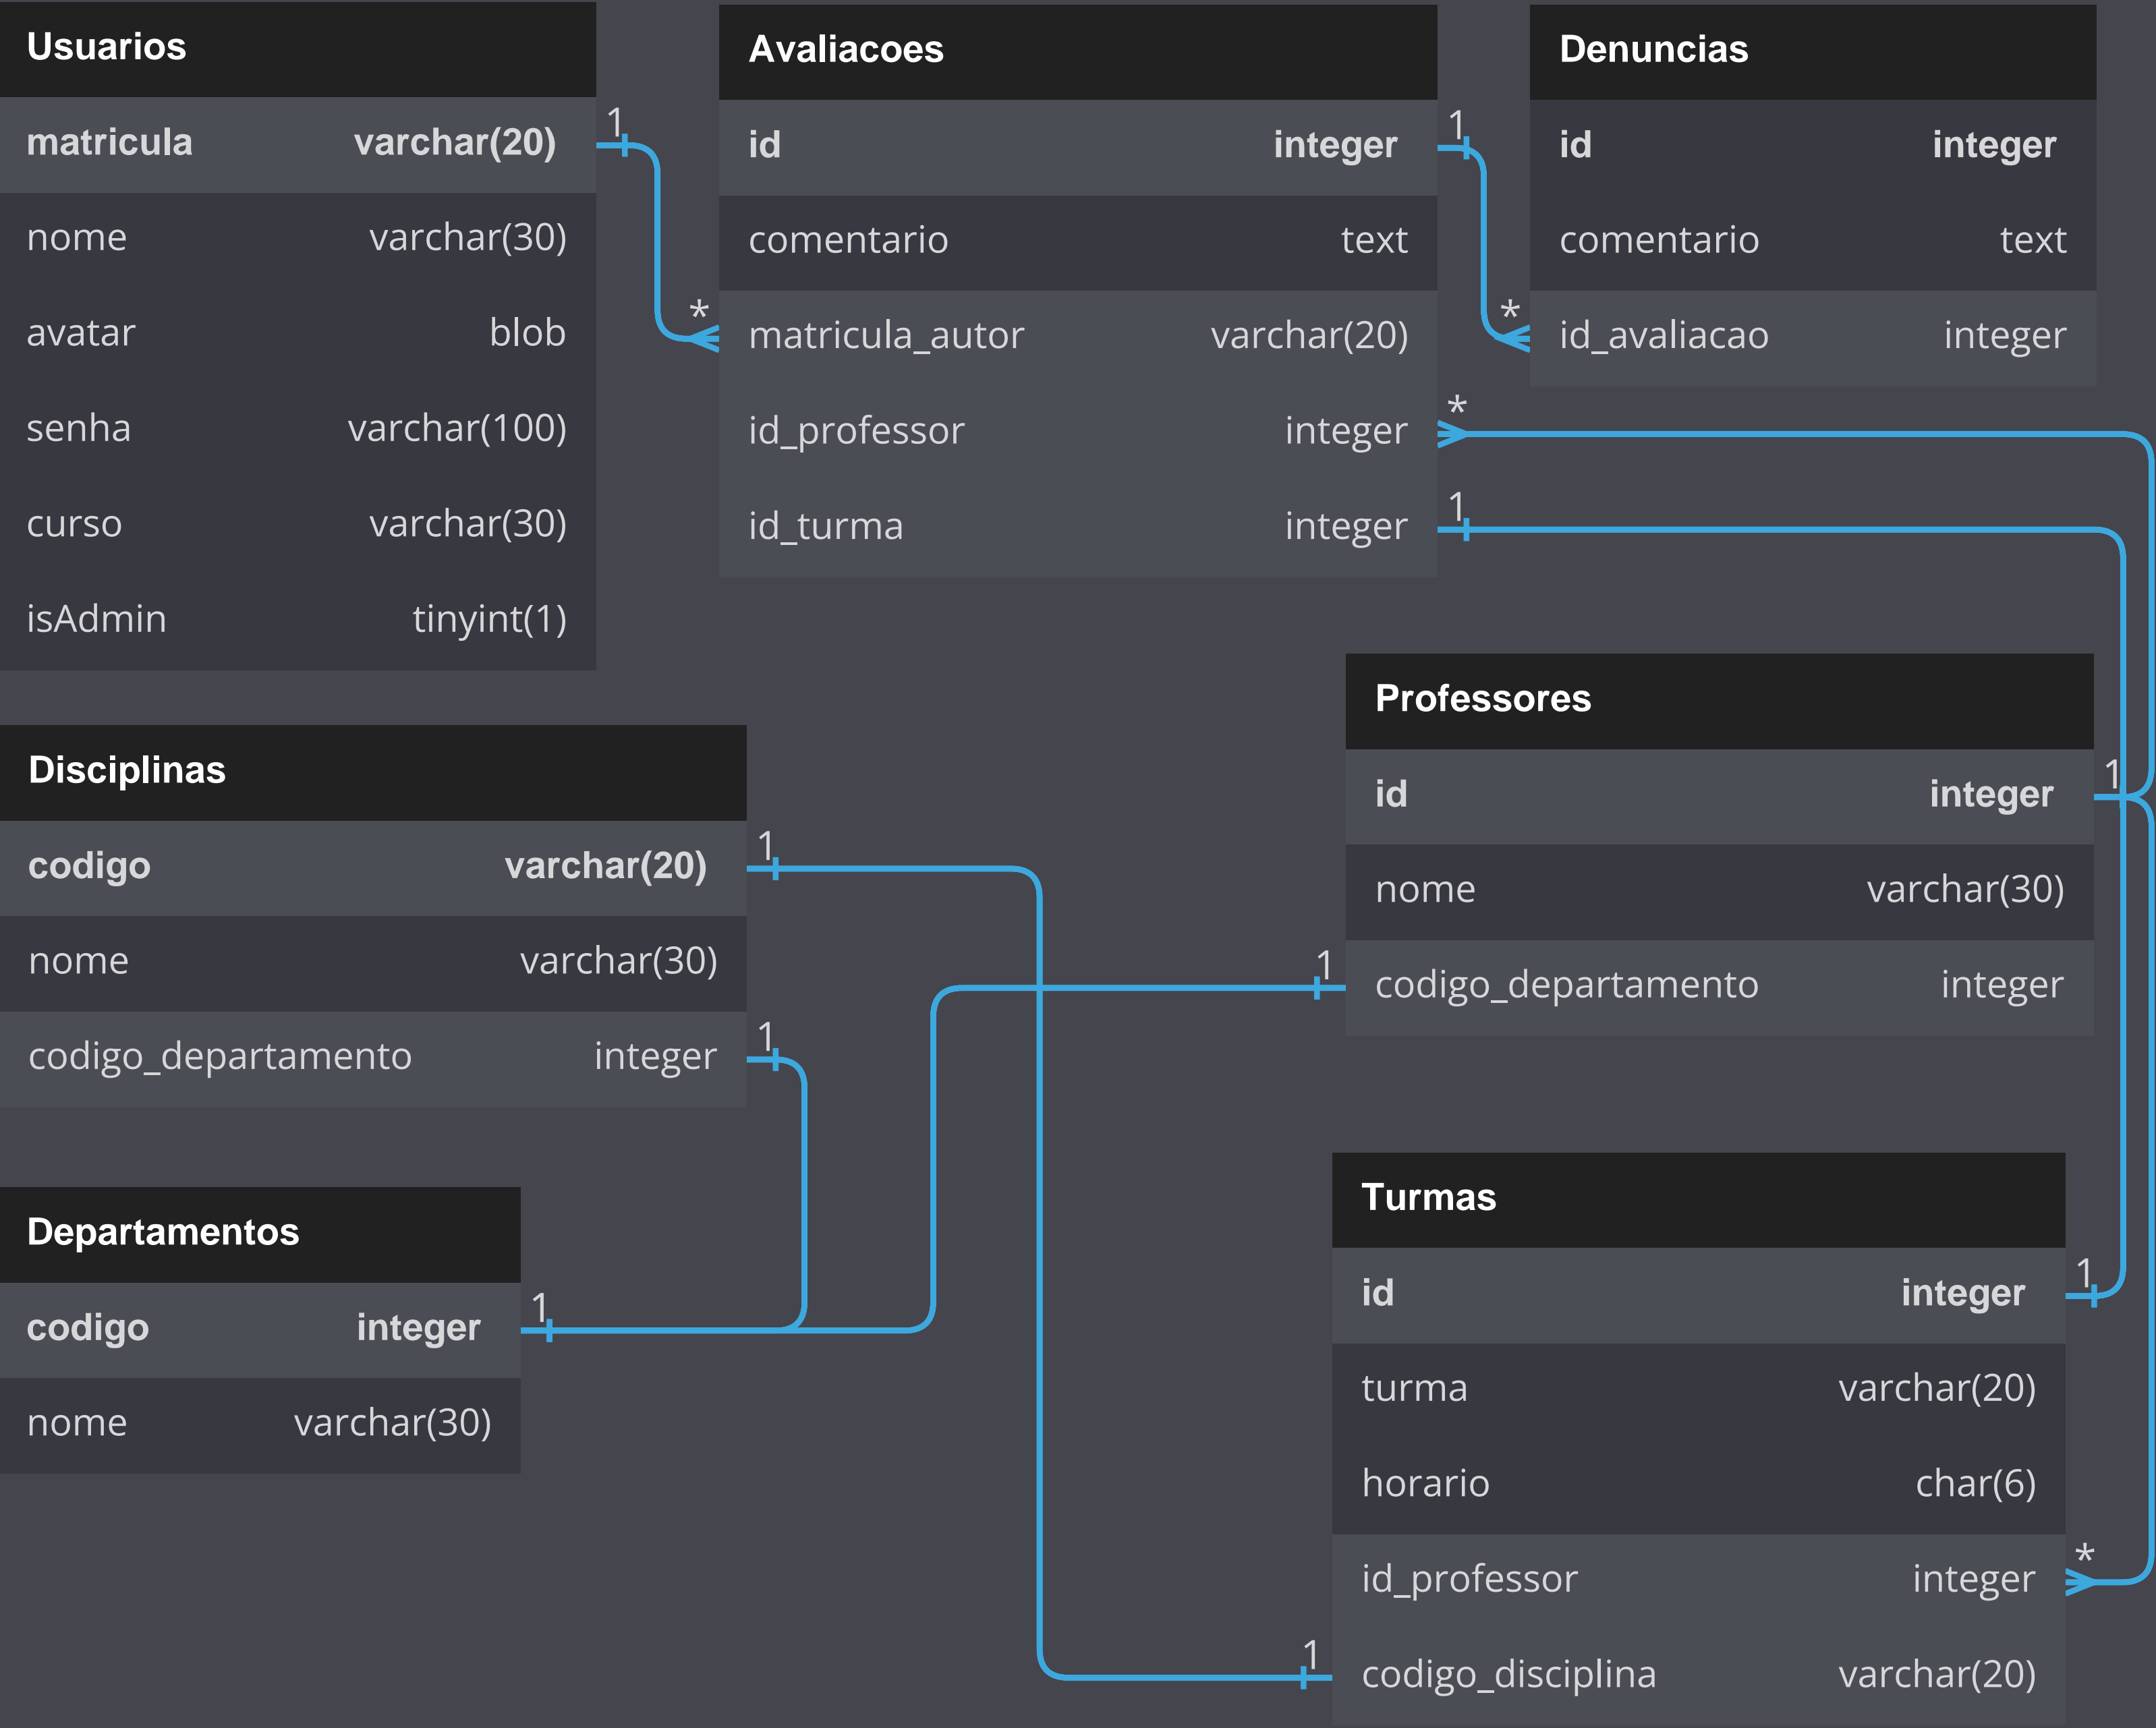 Usuarios
matricula varchar(20)
nome varchar(30)
avatar blob
senha varchar(100)
curso varchar(30)
isAdmin tinyint(1)
1
*
Avaliacoes
id integer
comentario text
matricula_autor varchar(20)
id_professor integer
id_turma integer
1
*
*
1
Denuncias
id integer
comentario text
id_avaliacao integer
Professores
id integer
nome varchar(30)
codigo_departamento integer
1
1
Disciplinas
codigo varchar(20)
nome varchar(30)
codigo_departamento integer
1
1
Departamentos
codigo integer
nome varchar(30)
1
Turmas
id integer
turma varchar(20)
horario char(6)
id_professor integer
codigo_disciplina varchar(20)
1
*
1